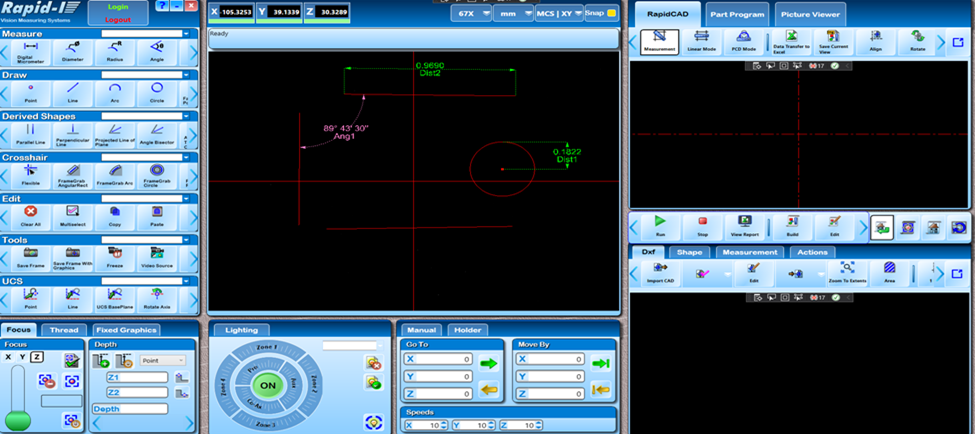 Rapid-I
Vision Measuring Systems
Login
Logout
? - X
Measure
Digital Micrometer
Diameter
Radius
Angle
Draw
Point
Line
Arc
Circle
Derived Shapes
Parallel Line
Perpendicular Line
Projected Line of Plane
Angle Bisector
Crosshair
Flexible
FrameGrab AngularRect
FrameGrab Arc
FrameGrab Circle
Edit
Clear All
Multiselect
Copy
Paste
Tools
Save Frame
Save Frame With Graphics
Freeze
Video Source
UCS
Point
Line
UCS BasePlane
Rotate Axis
X 105.3253 Y 39.1339 Z 30.3289
67X mm MCS | XY Snap
Ready
0.9690
Dist2
89° 43' 30"
Ang1
0.1822
Dist1
RapidCAD Part Program Picture Viewer
Measurement
Linear Mode
PCD Mode
Data Transfer to Excel
Save Current View
Align
Rotate
17
Run
Stop
View Report
Build
Edit
Dxf Shape Measurement Actions
Import CAD
Edit
Zoom To Extents
Area
17
Focus Thread Fixed Graphics
Focus
X Y Z
Depth
Point
Z1
Z2
Depth
Lighting
Zone 1
Zone 2
Zone 3
Zone 4
Pro
ON
Manual Holder
Go To
X 0
Y 0
Z 0
Move By
X 0
Y 0
Z 0
Speeds
X 10 Y 10 Z 10